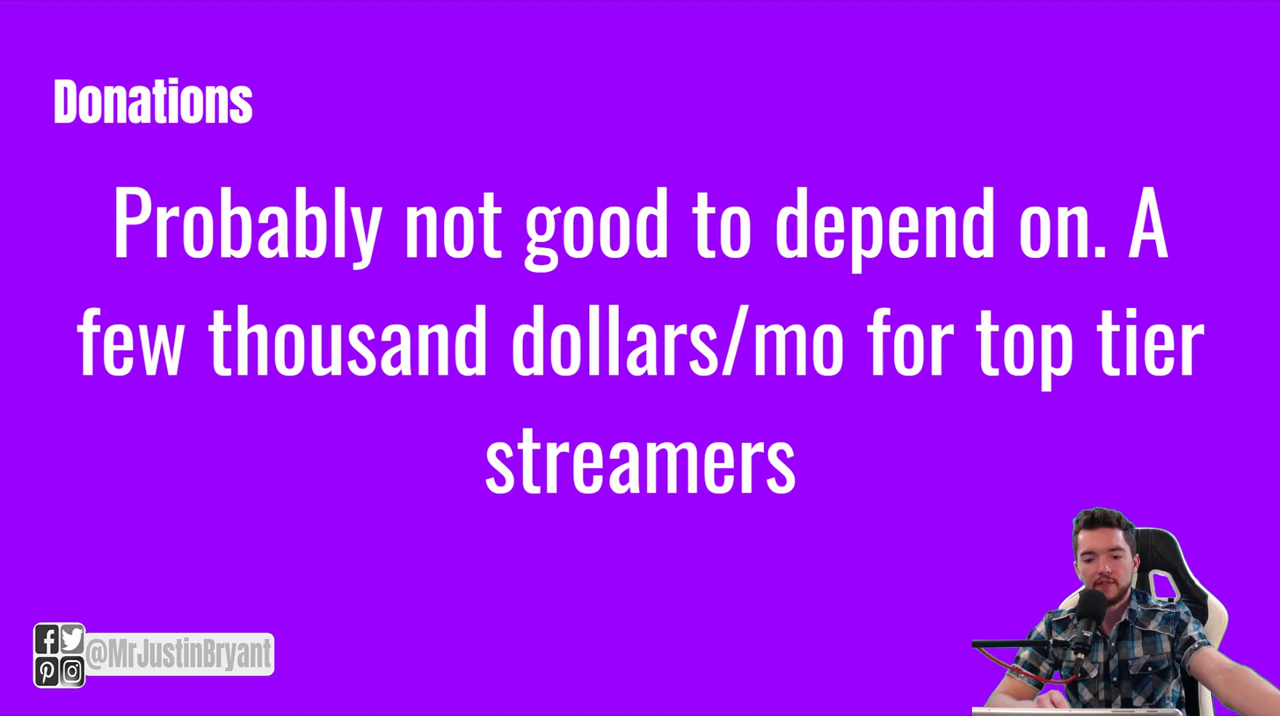 Donations
Probably not good to depend on. A
few thousand dollars/mo for top tier
streamers
@MrJustinBryant